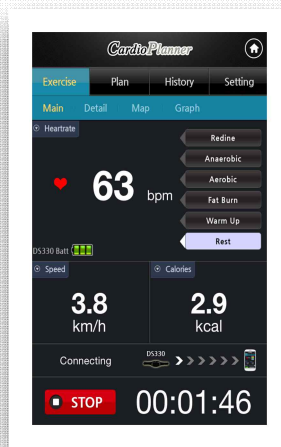 CardioPlanner
Exercise Plan History Setting
Main Detail Map Graph
Heartrate
Redine
Anaerobic
Aerobic
Fat Burn
Warm Up
Rest
63 bpm
DS330 Batt
Speed
Calories
3.8
km/h
2.9
kcal
Connecting
DS330
STOP
00:01:46